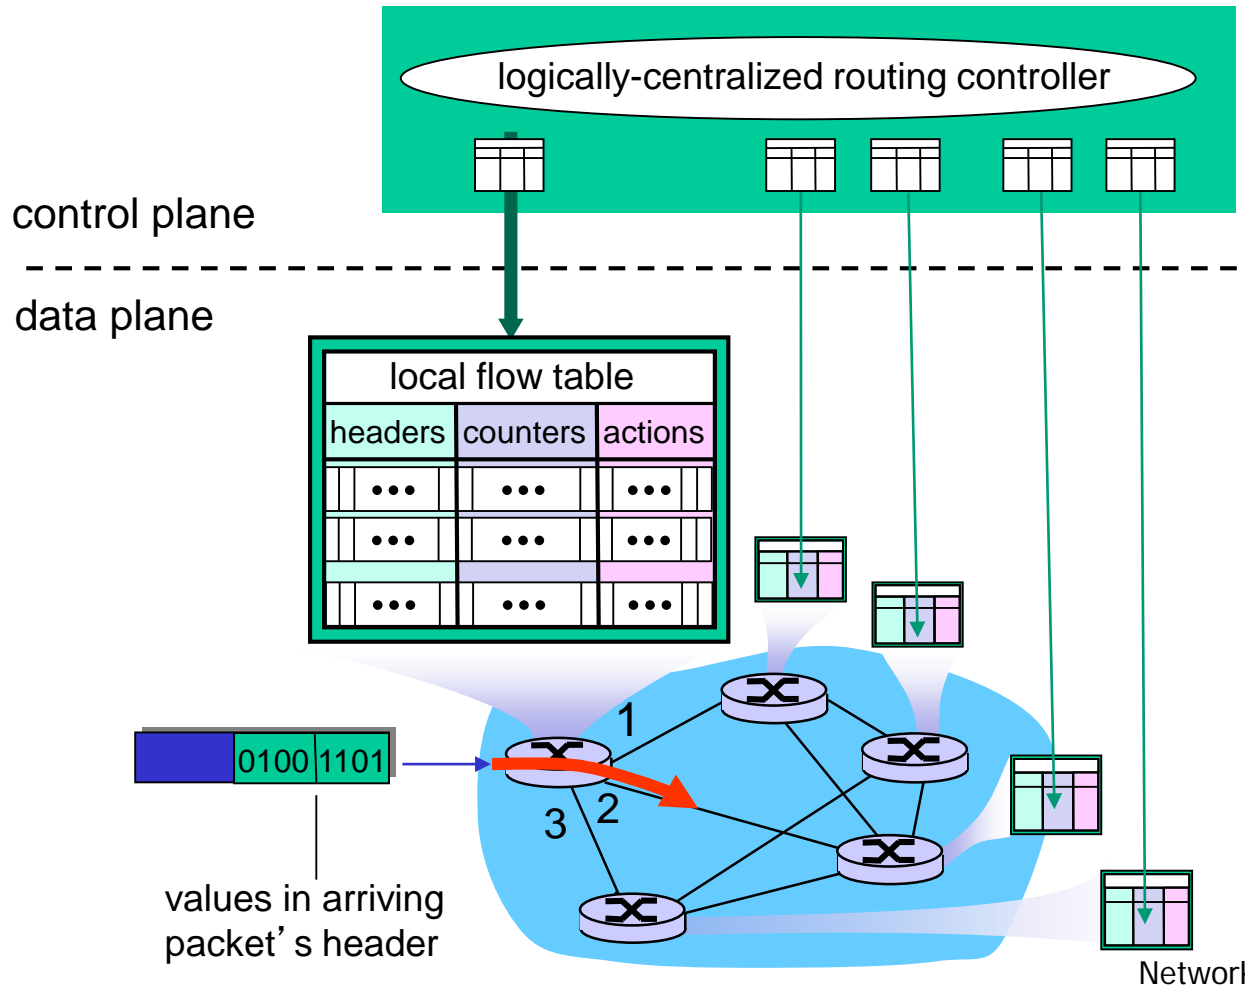 logically-centralized routing controller
control plane
data plane
local flow table
headers counters actions
1
0100 1101
3 2
values in arriving
packet’s header
Network